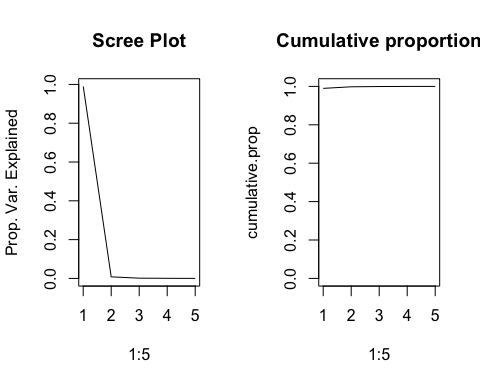 Scree Plot
Prop. Var. Explained
0.0 0.2 0.4 0.6 0.8 1.0
1 2 3 4 5
1:5
Cumulative proportion
cumulative.prop
0.0 0.2 0.4 0.6 0.8 1.0
1 2 3 4 5
1:5